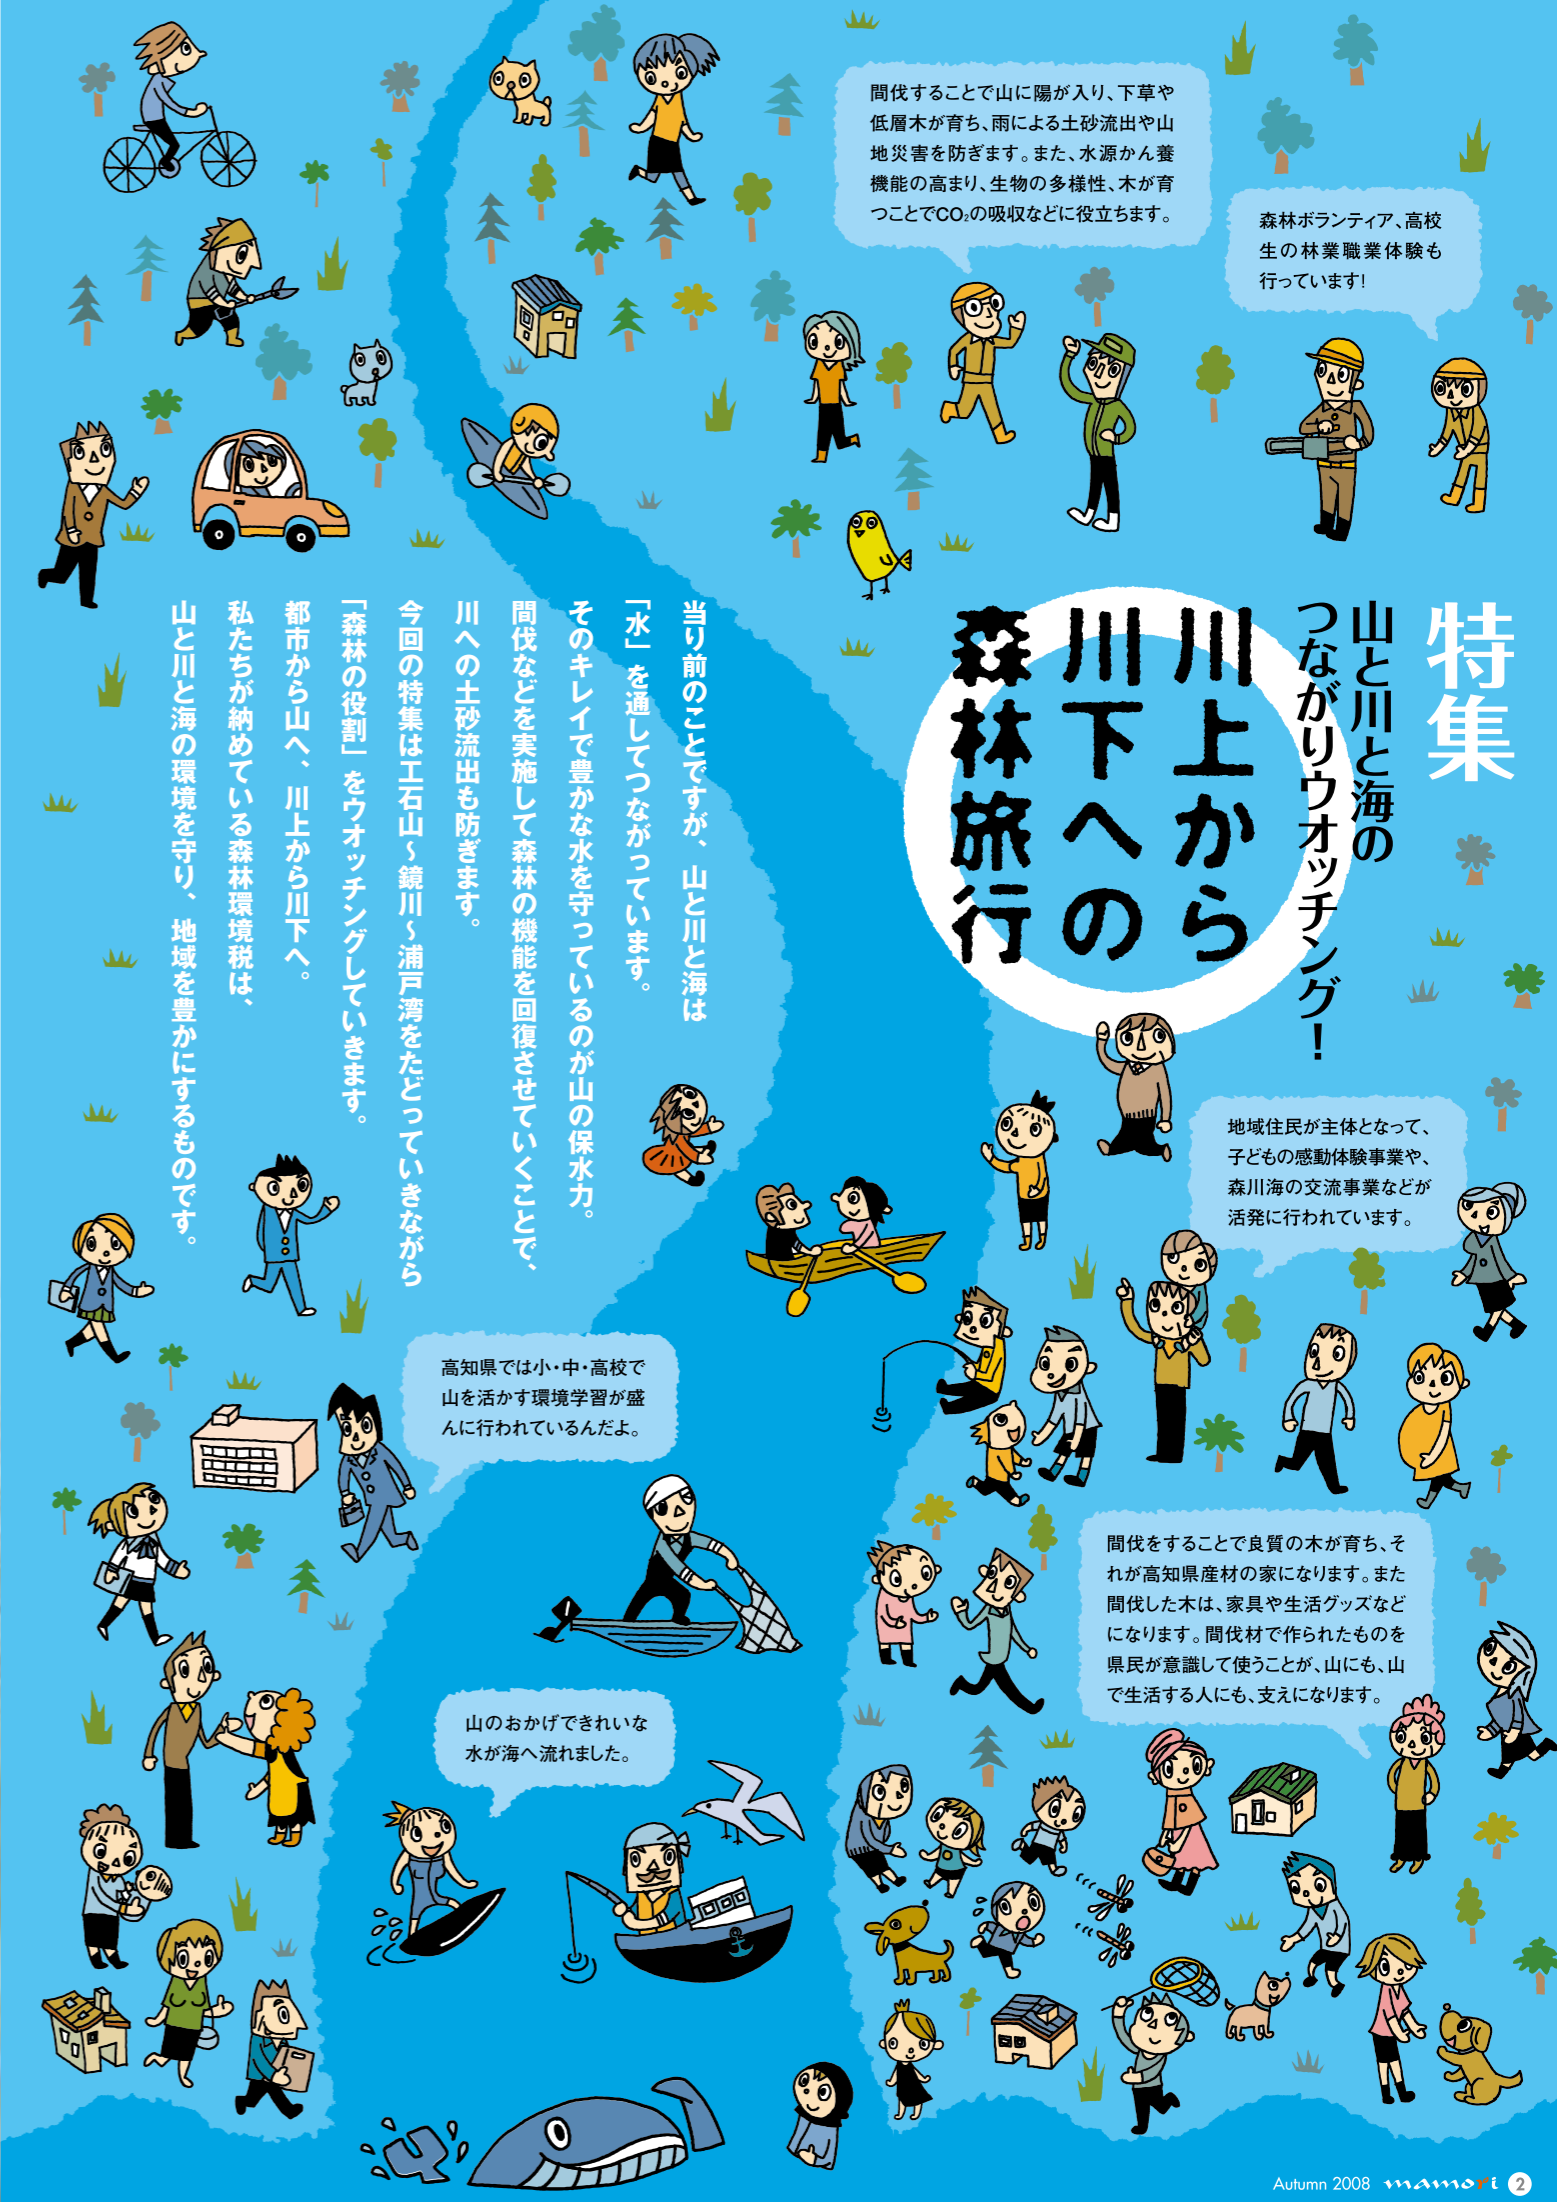 特集
山と川と海の
つながりウオッチング！
川上から
川下への
森林旅行
当り前のことですが、山と川と海は
「水」を通してつながっています。
そのキレイで豊かな水を守っているのが山の保水力。
間伐などを実施して森林の機能を回復させていくことで、
川への土砂流出も防ぎます。
今回の特集は工石山～鏡川～浦戸湾をたどっていきながら
「森林の役割」をウオッチングしていきます。
都市から山へ、川上から川下へ。
私たちが納めている森林環境税は、
山と川と海の環境を守り、地域を豊かにするものです。
間伐することで山に陽が入り、下草や
低層木が育ち、雨による土砂流出や山
地災害を防ぎます。また、水源かん養
機能の高まり、生物の多様性、木が育
つことでCO₂の吸収などに役立ちます。
森林ボランティア、高校
生の林業職業体験も
行っています!
地域住民が主体となって、
子どもの感動体験事業や、
森川海の交流事業などが
活発に行われています。
高知県では小・中・高校で
山を活かす環境学習が盛
んに行われているんだよ。
間伐をすることで良質の木が育ち、そ
れが高知県産材の家になります。また
間伐した木は、家具や生活グッズなど
になります。間伐材で作られたものを
県民が意識して使うことが、山にも、山
で生活する人にも、支えになります。
山のおかげできれいな
水が海へ流れました。
Autumn 2008 mamori 2